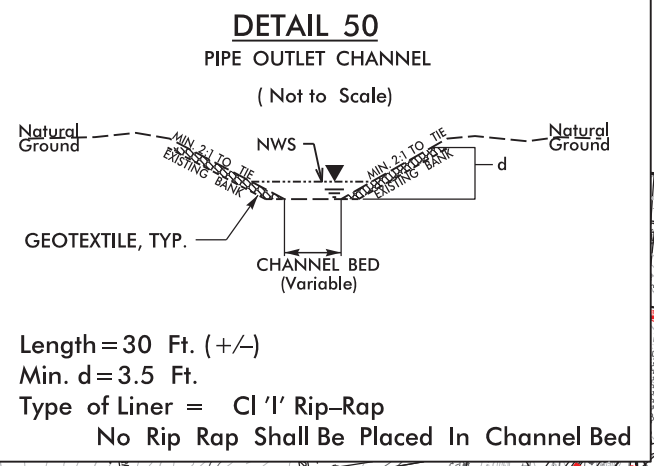 DETAIL 50
PIPE OUTLET CHANNEL
( Not to Scale)
Natural
Ground
MIN. 2:1 TO TIE
EXISTING BANK
NWS
MIN. 2:1 TO TIE
EXISTING BANK
d
Natural
Ground
GEOTEXTILE, TYP.
CHANNEL BED
(Variable)
Length = 30 Ft. (+/–)
Min. d = 3.5 Ft.
Type of Liner = Cl 'I' Rip–Rap
No Rip Rap Shall Be Placed In Channel Bed